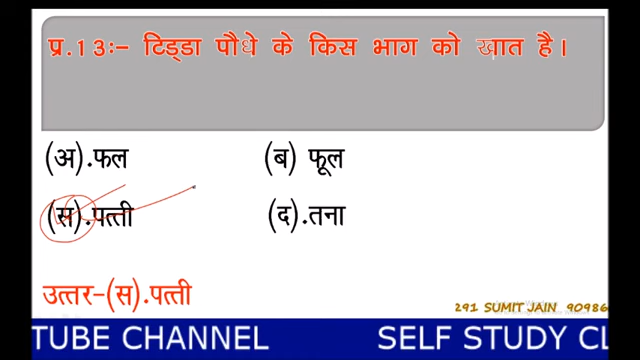 प्र.13ः– टिड्डा पौधे के किस भाग को खात है।
(अ).फल
(ब) फूल
(स).पत्ती
(द).तना
उत्तर–(स).पत्ती
291 SUMIT JAIN 90986
TUBE CHANNEL SELF STUDY CL